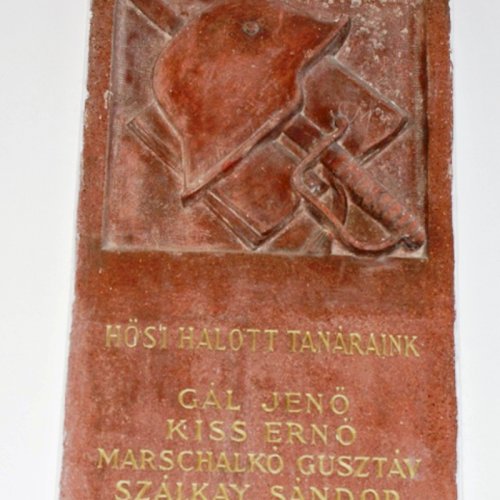 HŐSI HALOTT TANÁRAINK
GÁL JENŐ
KISS ERNŐ
MARSCHALKÓ GUSZTÁV
SZÁLKAY SÁNDOR